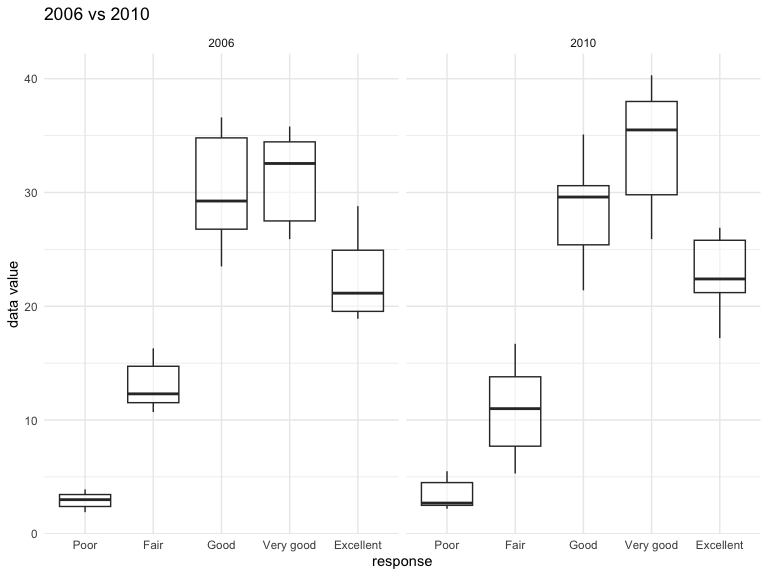 2006 vs 2010
2006
2010
data value
40
30
20
10
0
Poor Fair Good Very good Excellent
Poor Fair Good Very good Excellent
response